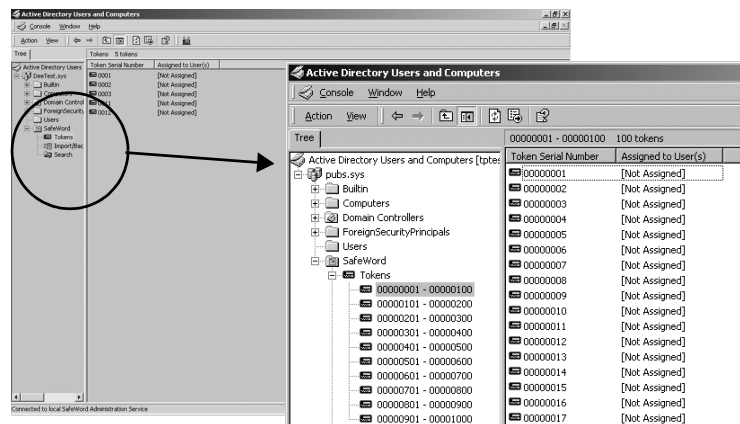 Active Directory Users and Computers
Console Window Help
Action View
Tree
Tokens 5 tokens
Token Serial Number Assigned to User(s)
Active Directory Users
DeeTest.sys
Builtin
Computers
Domain Control
ForeignSecurity
Users
SafeWord
Tokens
Import/Bac
Search
0001 [Not Assigned]
0002 [Not Assigned]
0003 [Not Assigned]
0011 [Not Assigned]
0012 [Not Assigned]
Connected to local SafeWord Administration Service
Active Directory Users and Computers
Console Window Help
Action View
Tree
00000001 - 00000100 100 tokens
Active Directory Users and Computers [tptes
pubs.sys
Builtin
Computers
Domain Controllers
ForeignSecurityPrincipals
Users
SafeWord
Tokens
00000001 - 00000100
00000101 - 00000200
00000201 - 00000300
00000301 - 00000400
00000401 - 00000500
00000501 - 00000600
00000601 - 00000700
00000701 - 00000800
00000801 - 00000900
00000901 - 00001000
Token Serial Number Assigned to User(s)
00000001 [Not Assigned]
00000002 [Not Assigned]
00000003 [Not Assigned]
00000004 [Not Assigned]
00000005 [Not Assigned]
00000006 [Not Assigned]
00000007 [Not Assigned]
00000008 [Not Assigned]
00000009 [Not Assigned]
00000010 [Not Assigned]
00000011 [Not Assigned]
00000012 [Not Assigned]
00000013 [Not Assigned]
00000014 [Not Assigned]
00000015 [Not Assigned]
00000016 [Not Assigned]
00000017 [Not Assigned]